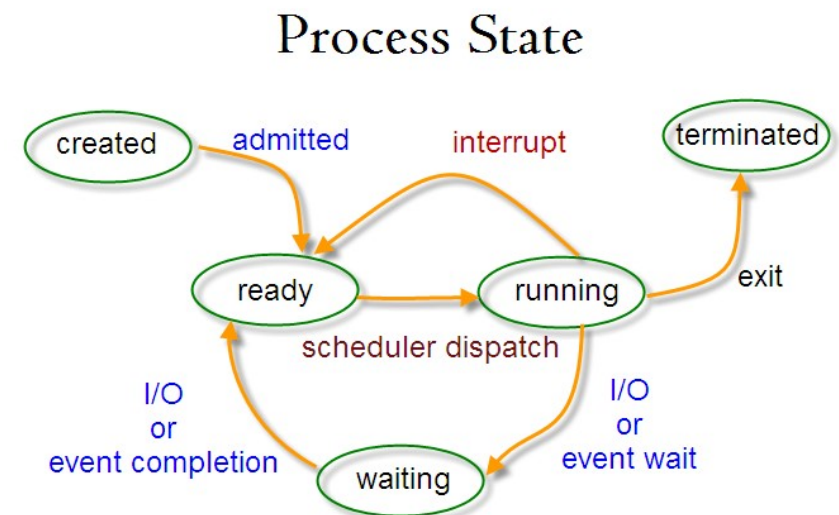 Process State
created
admitted
interrupt
terminated
ready
running
exit
scheduler dispatch
I/O
or
event completion
I/O
or
event wait
waiting